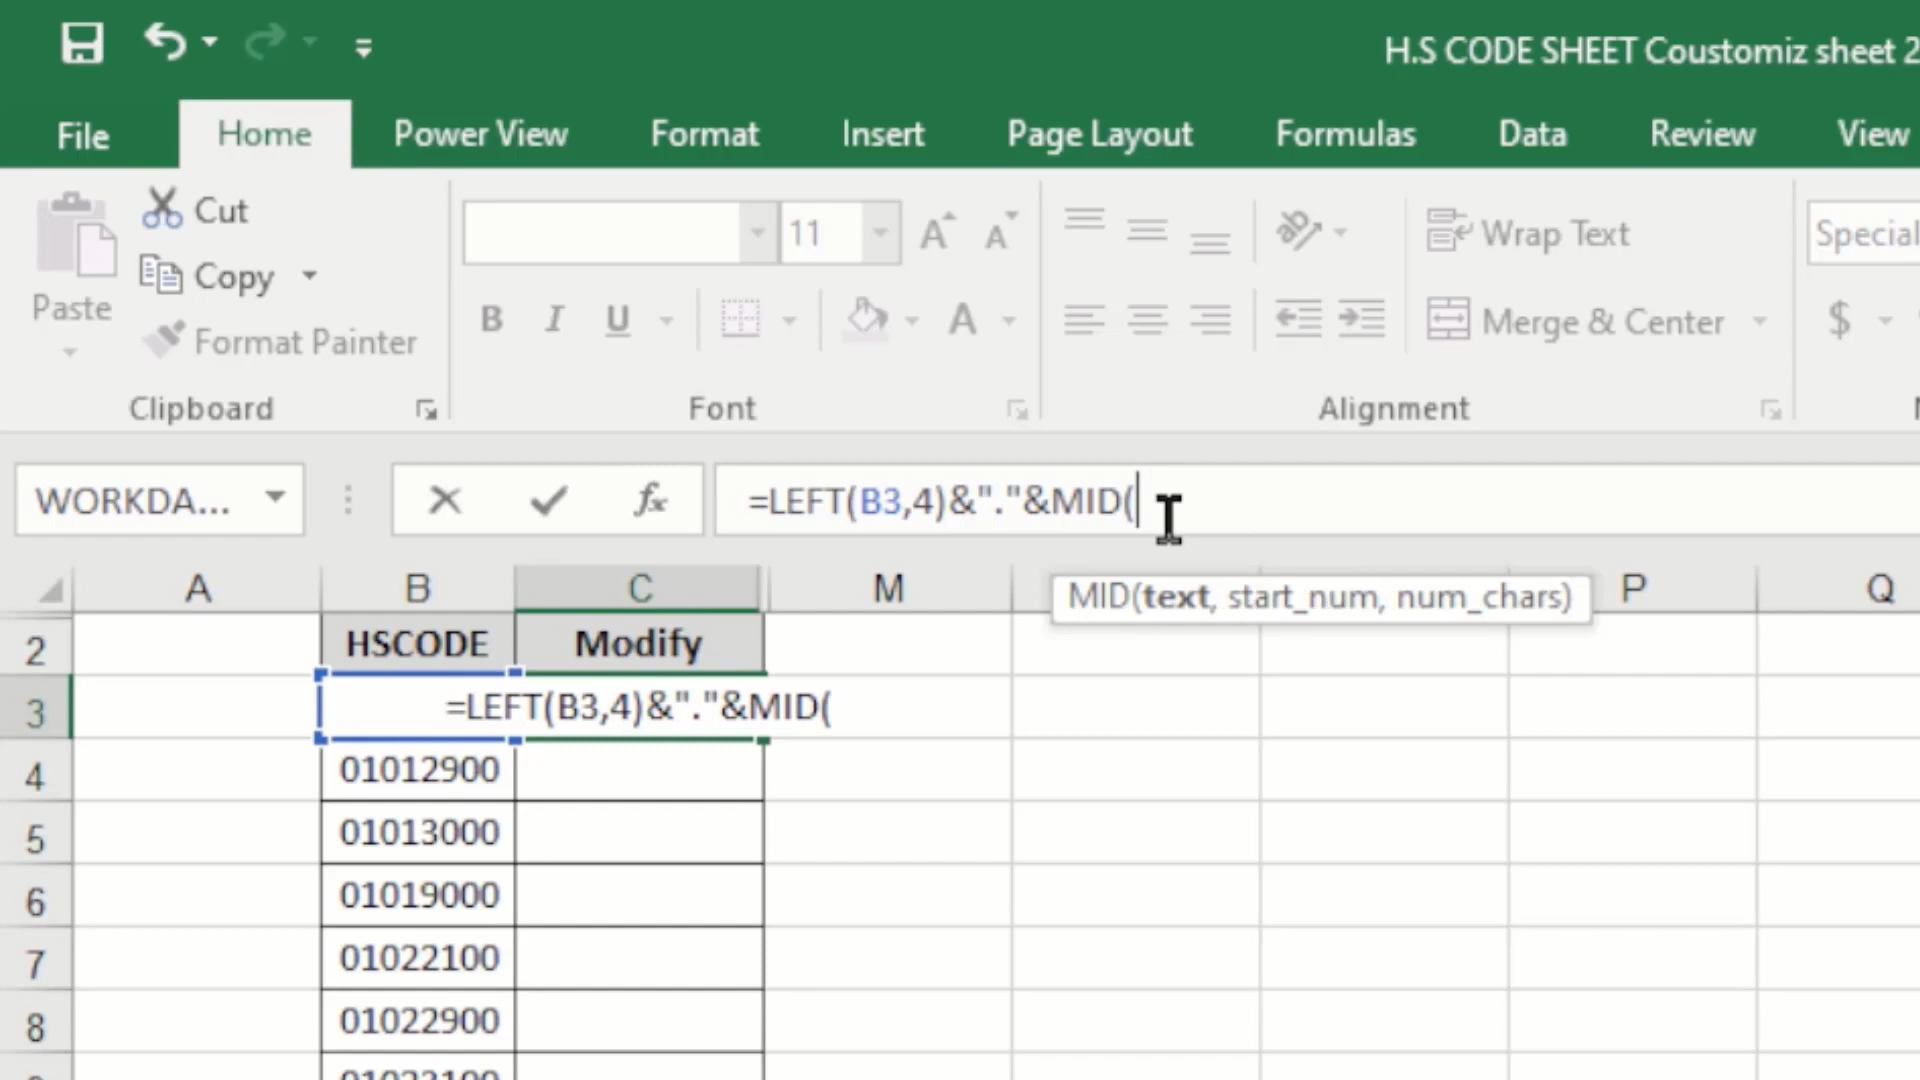 H.S CODE SHEET Coustomiz sheet 2
File Home Power View Format Insert Page Layout Formulas Data Review View
Cut
Copy
Paste
Format Painter
11
B I U
Wrap Text
Merge & Center
Special
$
Clipboard Font Alignment
WORKDA...
fx
=LEFT(B3,4)&"."&MID(
MID(text, start_num, num_chars)
A B C M P Q
2 HSCODE Modify
3 =LEFT(B3,4)&"."&MID(
4 01012900
5 01013000
6 01019000
7 01022100
8 01022900